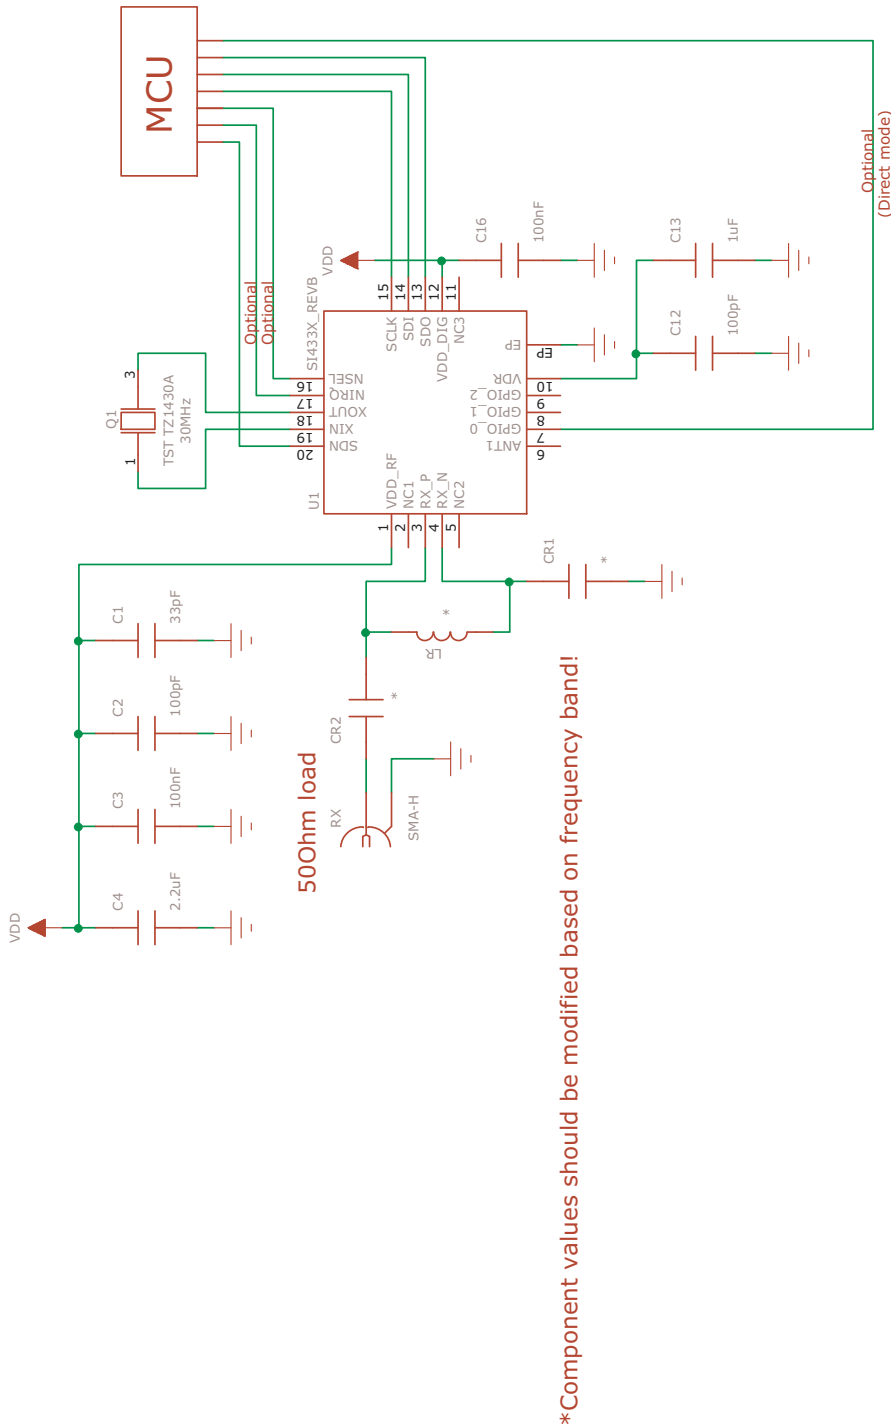 MCU
Optional
(Direct mode)
Optional
Optional
VDD
C16
100nF
C13
1uF
C12
100pF
Q1
3
1
TST TZ1430A
30MHz
SI433X_REVB
U1
15
14
13
12
11
SCLK
SDI
SDO
VDD_DIG
NC3
EP
EP
NSEL
NIRQ
XOUT
XIN
SDN
16
17
18
19
20
VDR
GPIO_2
GPIO_1
GPIO_0
ANT1
10
9
8
7
6
VDD_RF
NC1
RX_P
RX_N
NC2
1
2
3
4
5
C1
33pF
C2
100pF
C3
100nF
C4
2.2uF
VDD
CR1
*
LR
*
CR2
*
50Ohm load
RX
SMA-H
*Component values should be modified based on frequency band!